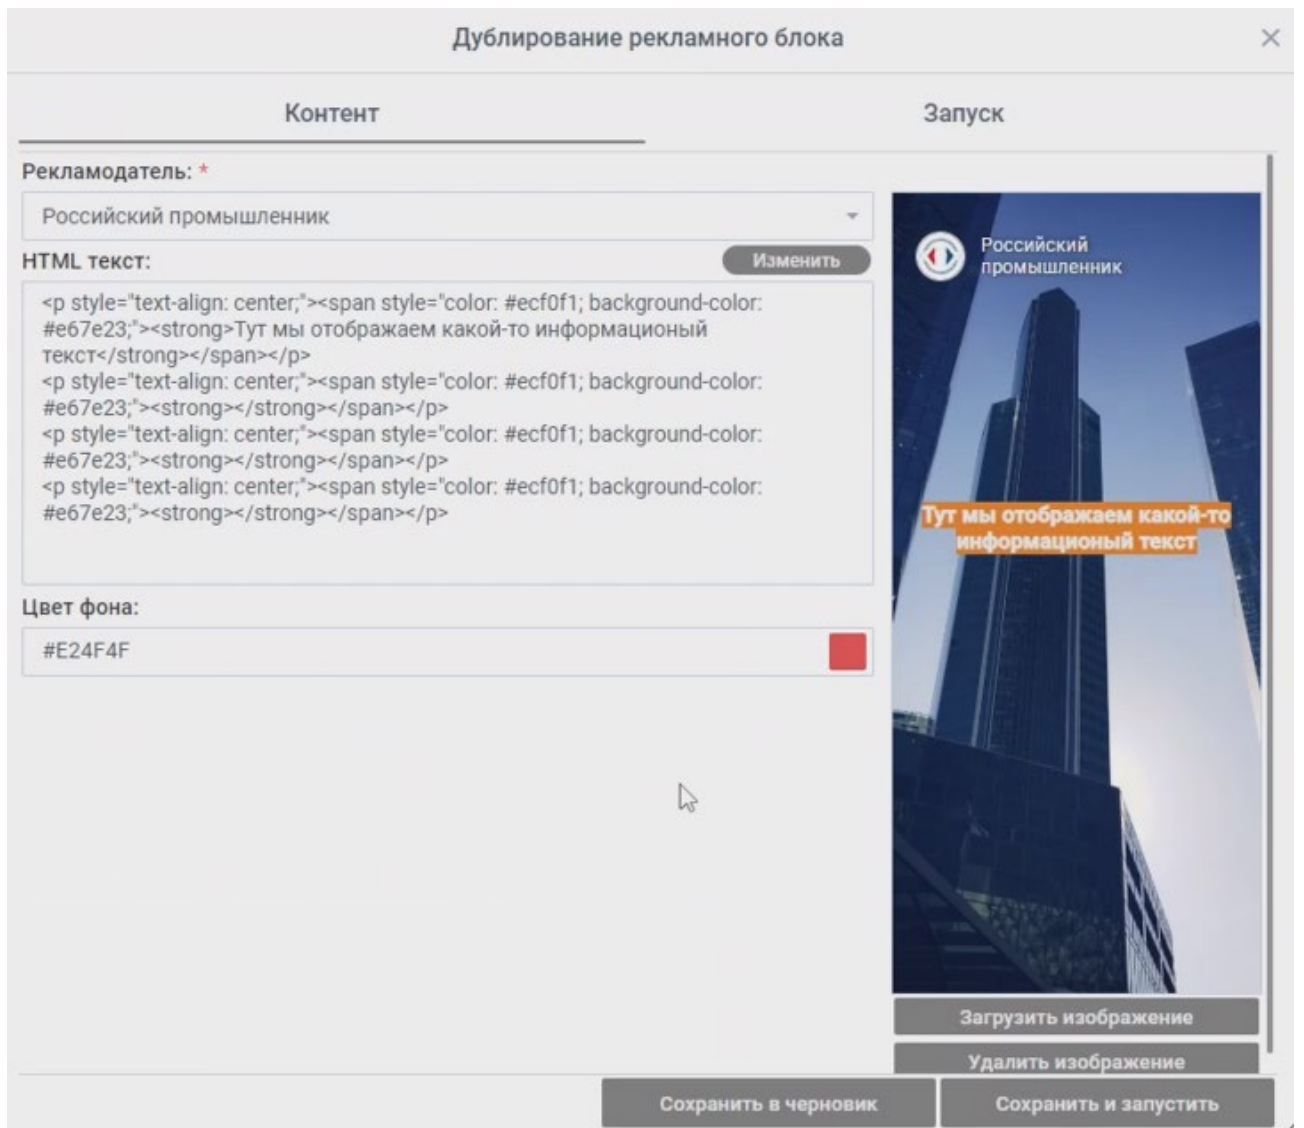 Дублирование рекламного блока
Контент
Запуск
Рекламодатель: *
Российский промышленник
HTML текст:
Изменить
<p style="text-align: center;"><span style="color: #ecf0f1; background-color:
#e67e23;"><strong>Тут мы отображаем какой-то информационый
текст</strong></span></p>
<p style="text-align: center;"><span style="color: #ecf0f1; background-color:
#e67e23;"><strong></strong></span></p>
<p style="text-align: center;"><span style="color: #ecf0f1; background-color:
#e67e23;"><strong></strong></span></p>
<p style="text-align: center;"><span style="color: #ecf0f1; background-color:
#e67e23;"><strong></strong></span></p>
Цвет фона:
#E24F4F
Российский
промышленник
Тут мы отображаем какой-то
информационый текст
Загрузить изображение
Удалить изображение
Сохранить в черновик
Сохранить и запустить